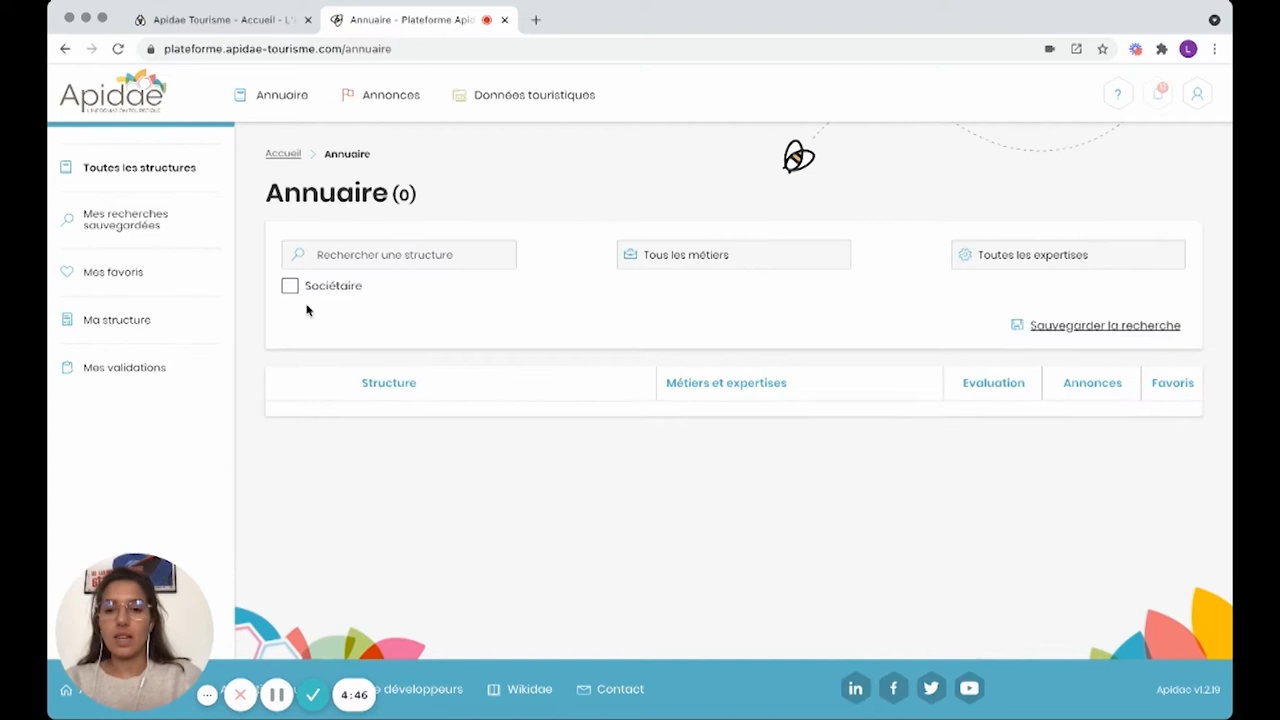 Apidae Tourisme - Accueil - L'i
Annuaire - Plateforme Apid
plateforme.apidae-tourisme.com/annuaire
L
Apidae
Annuaire
Annonces
Données touristiques
?
Toutes les structures
Mes recherches
sauvegardées
Mes favoris
Ma structure
Mes validations
Accueil > Annuaire
Annuaire (0)
Rechercher une structure
Tous les métiers
Toutes les expertises
Sociétaire
Sauvegarder la recherche
Structure
Métiers et expertises
Evaluation
Annonces
Favoris
4:46
développeurs
Wikidae
Contact
Apidae v1.2.19